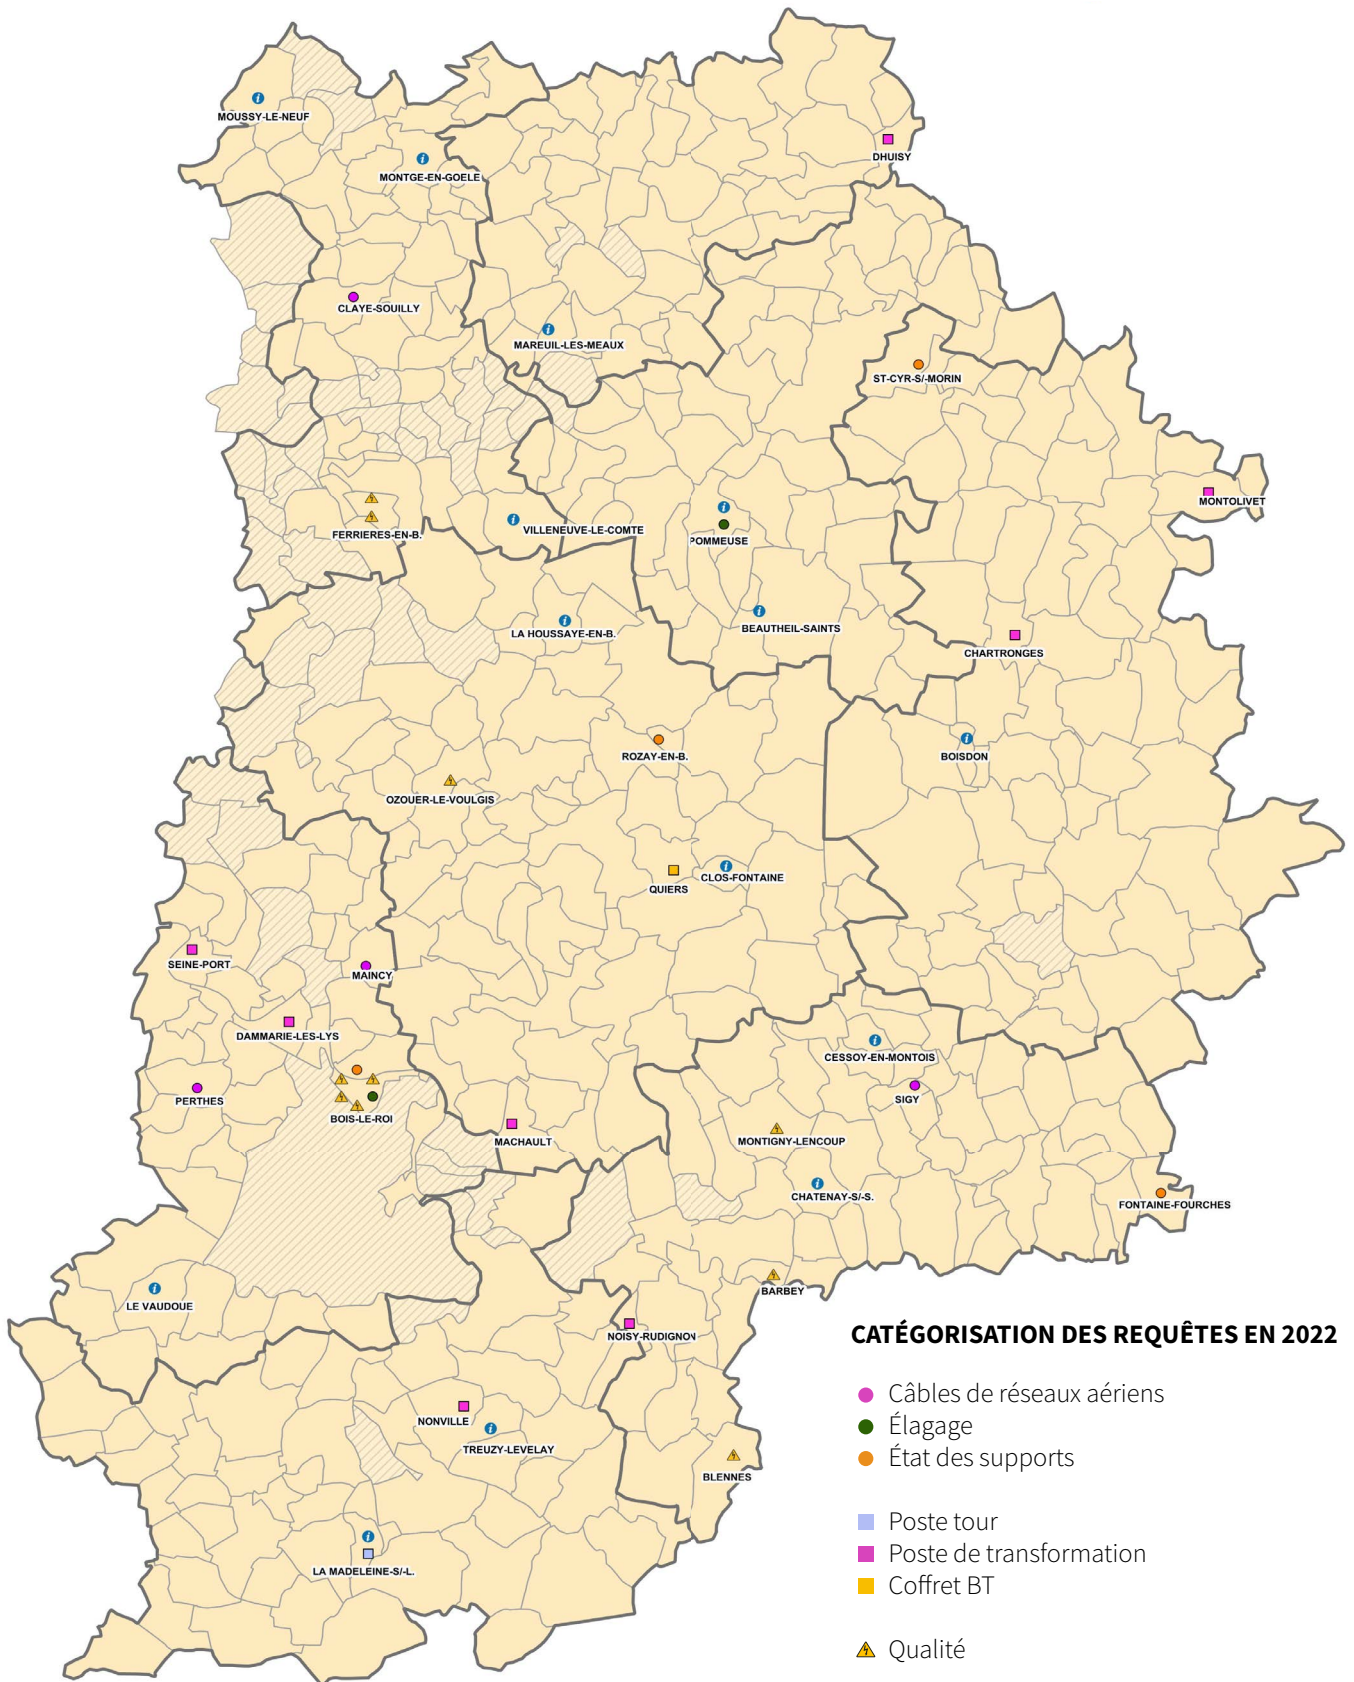 MOUSSY-LE-NEUF
DHUISY
MONTGE-EN-GOELE
CLAYE-SOUILLY
MAREUIL-LES-MEAUX
ST-CYR-S/-MORIN
MONTOLIVET
VILLENEUVE-LE-COMTE
FERRIERES-EN-B.
POMMEUSE
LA HOUSSAYE-EN-B.
BEAUTHEIL-SAINTS
CHARTRONGES
ROZAY-EN-B.
BOISDON
OZOUER-LE-VOULGIS
CLOS-FONTAINE
QUIERS
SEINE-PORT
MAINCY
DAMMARIE-LES-LYS
CESSOY-EN-MONTOIS
PERTHES
SIGY
BOIS-LE-ROI
MACHAULT
MONTIGNY-LENCOUP
CHATENAY-S/-S.
FONTAINE-FOURCHES
BARBEY
LE VAUDOUE
NOISY-RUDIGNON
CATÉGORISATION DES REQUÊTES EN 2022
Câbles de réseaux aériens
NONVILLE
Élagage
TREUZY-LEVELAY
État des supports
BLENNES
Poste tour
Poste de transformation
LA MADELEINE-S/-L.
Coffret BT
Qualité